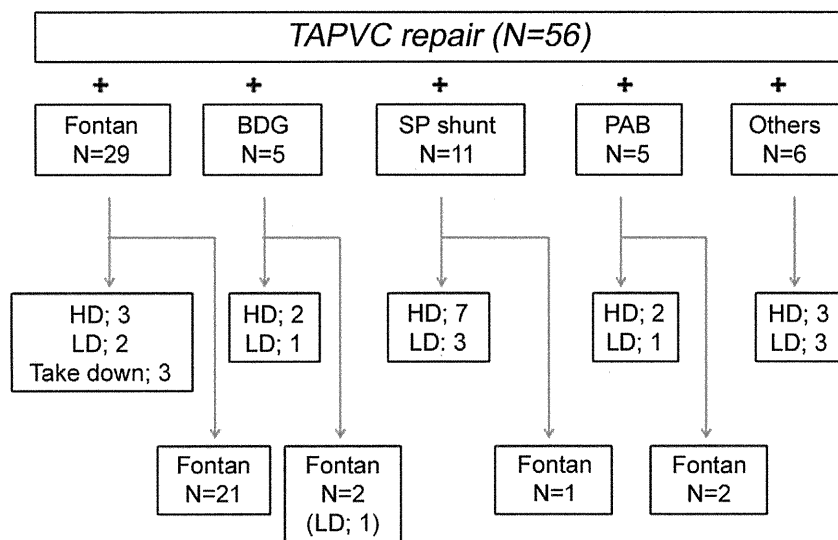 TAPVC repair (N=56)
+ + + + +
Fontan
N=29
BDG
N=5
SP shunt
N=11
PAB
N=5
Others
N=6
HD; 3
LD; 2
Take down; 3
HD; 2
LD; 1
HD; 7
LD: 3
HD; 2
LD; 1
HD; 3
LD; 3
Fontan
N=21
Fontan
N=2
(LD; 1)
Fontan
N=1
Fontan
N=2